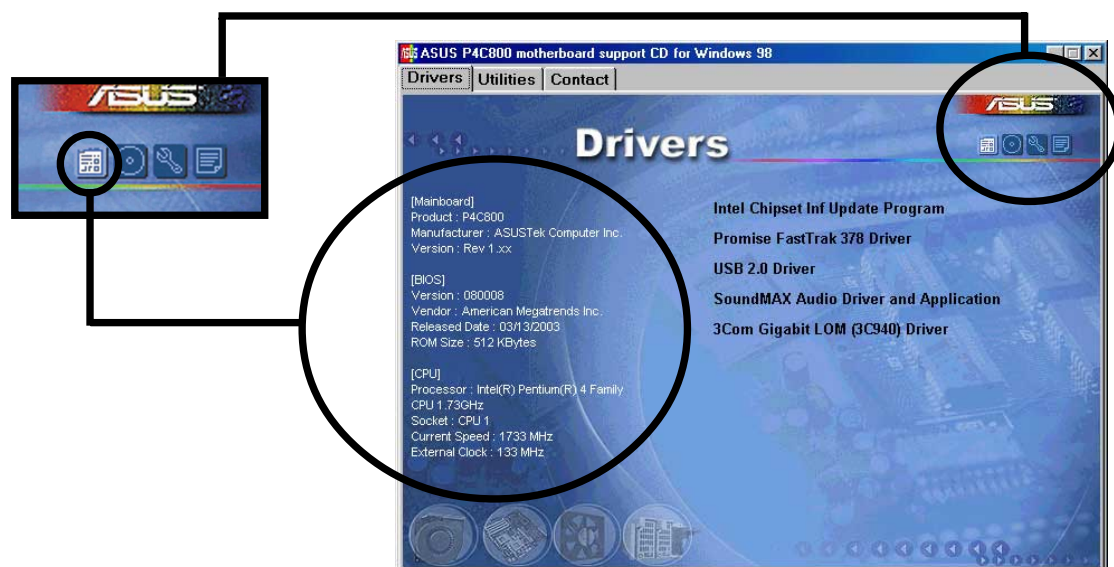 ASUS
ASUS P4C800 motherboard support CD for Windows 98
Drivers
Utilities
Contact
ASUS
Drivers
[Mainboard]
Product : P4C800
Manufacturer : ASUSTek Computer Inc.
Version : Rev 1.xx
[BIOS]
Version : 080008
Vendor : American Megatrends Inc.
Released Date : 03/13/2003
ROM Size : 512 KBytes
[CPU]
Processor : Intel(R) Pentium(R) 4 Family
CPU 1.73GHz
Socket : CPU 1
Current Speed : 1733 MHz
External Clock : 133 MHz
Intel Chipset Inf Update Program
Promise FastTrak 378 Driver
USB 2.0 Driver
SoundMAX Audio Driver and Application
3Com Gigabit LOM (3C940) Driver